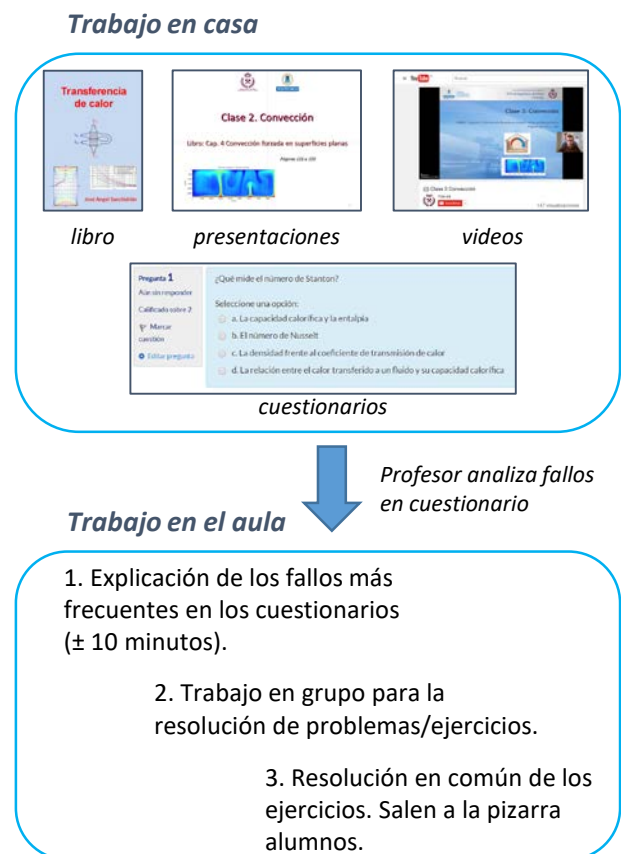 Trabajo en casa
Transferencia
de calor
José Ángel Sanchidrián
Clase 2. Convección
Libro: Cap. 4 Convección forzada en superficies planas
Clase 3. Convección
libro
presentaciones
videos
Pregunta 1
Aún sin responder
Calificado sobre 2
Marcar
cuestión
Editar pregunta
¿Qué mide el número de Stanton?
Seleccione una opción:
a. La capacidad calorífica y la entalpia
b. El número de Nusselt
c. La densidad frente al coeficiente de transmisión de calor
d. La relación entre el calor transferido a un fluido y su capacidad calorífica
cuestionarios
Profesor analiza fallos
en cuestionario
Trabajo en el aula
1. Explicación de los fallos más
frecuentes en los cuestionarios
(± 10 minutos).
2. Trabajo en grupo para la
resolución de problemas/ejercicios.
3. Resolución en común de los
ejercicios. Salen a la pizarra
alumnos.